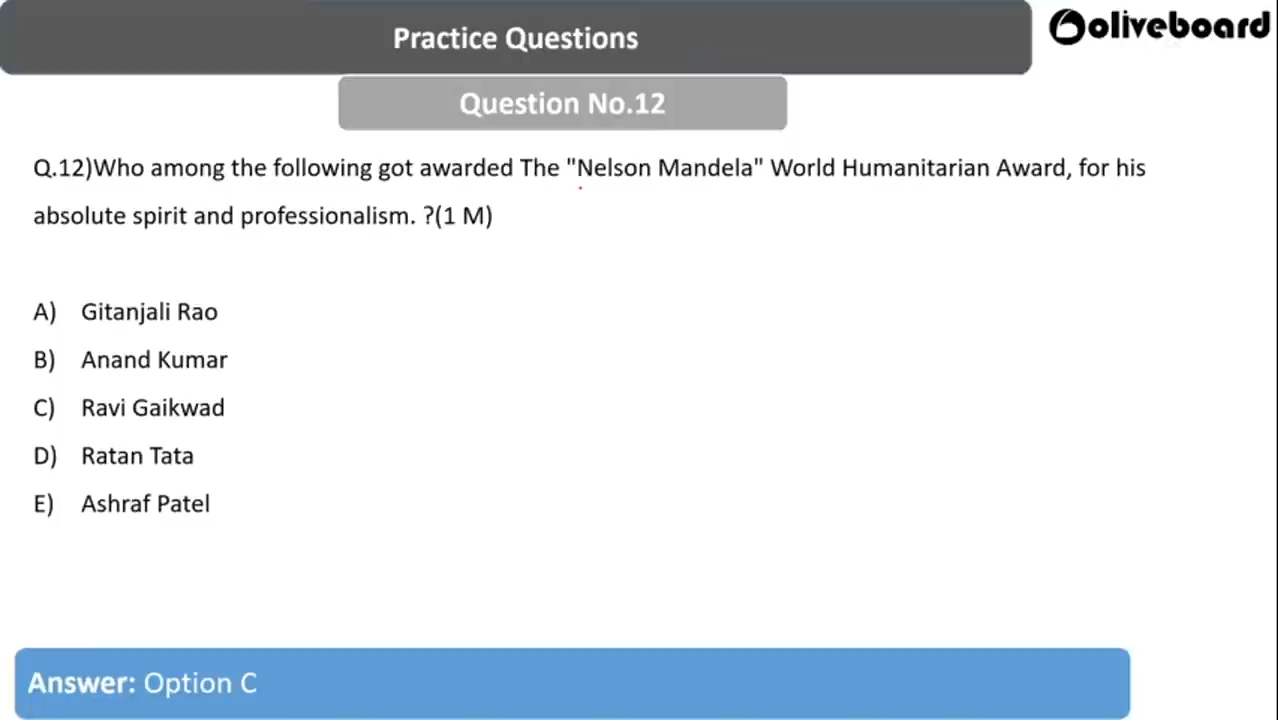 Practice Questions
oliveboard
Question No.12
Q.12)Who among the following got awarded The "Nelson Mandela" World Humanitarian Award, for his
absolute spirit and professionalism. ?(1 M)
A) Gitanjali Rao
B) Anand Kumar
C) Ravi Gaikwad
D) Ratan Tata
E) Ashraf Patel
Answer: Option C